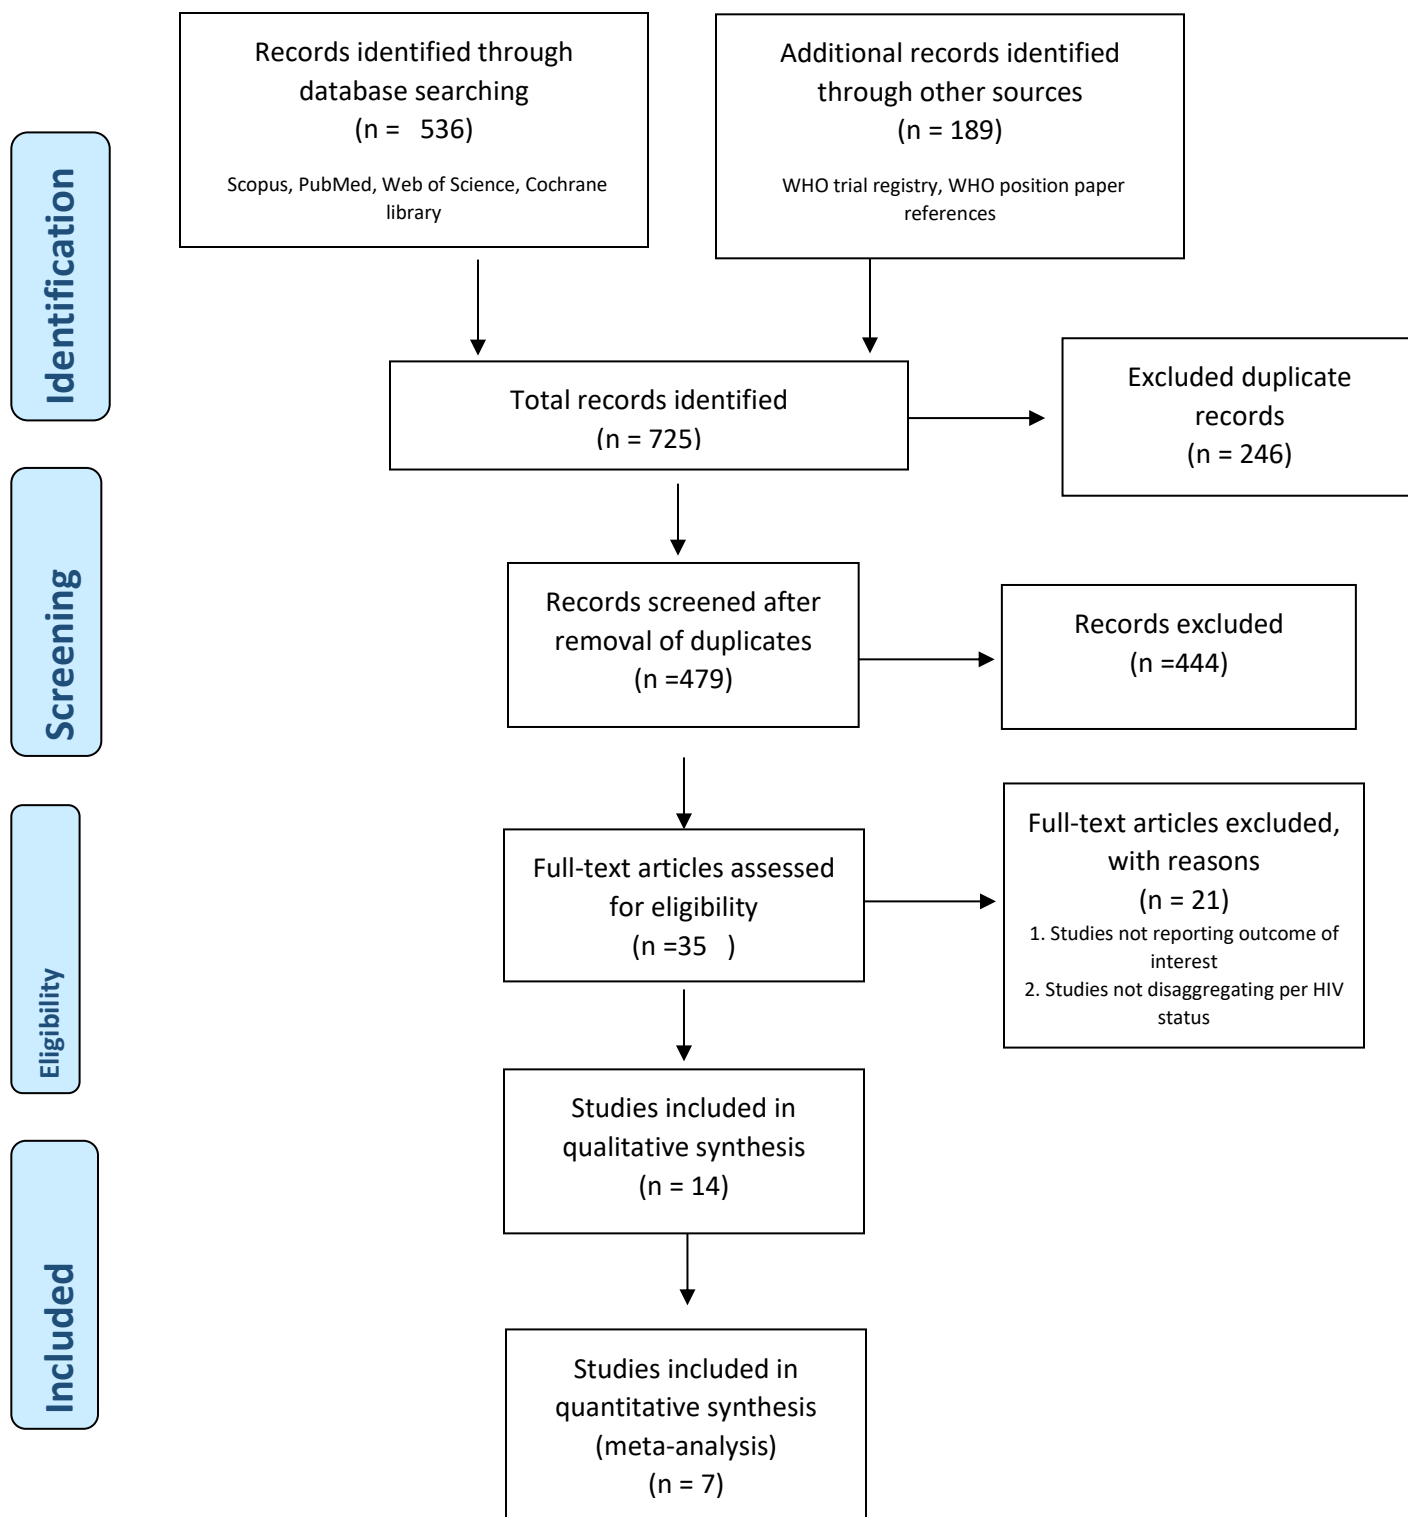 Records identified through
database searching
(n =   536)
Scopus, PubMed, Web of Science, Cochrane
library
Additional records identified
through other sources
(n = 189)
WHO trial registry, WHO position paper
references
Identification
Total records identified
(n = 725)
Excluded duplicate
records
(n = 246)
Screening
Records screened after
removal of duplicates
(n =479)
Records excluded
(n =444)
Eligibility
Full-text articles assessed
for eligibility
(n =35   )
Full-text articles excluded,
with reasons
(n = 21)
1. Studies not reporting outcome of
interest
2. Studies not disaggregating per HIV
status
Included
Studies included in
qualitative synthesis
(n = 14)
Studies included in
quantitative synthesis
(meta-analysis)
(n = 7)